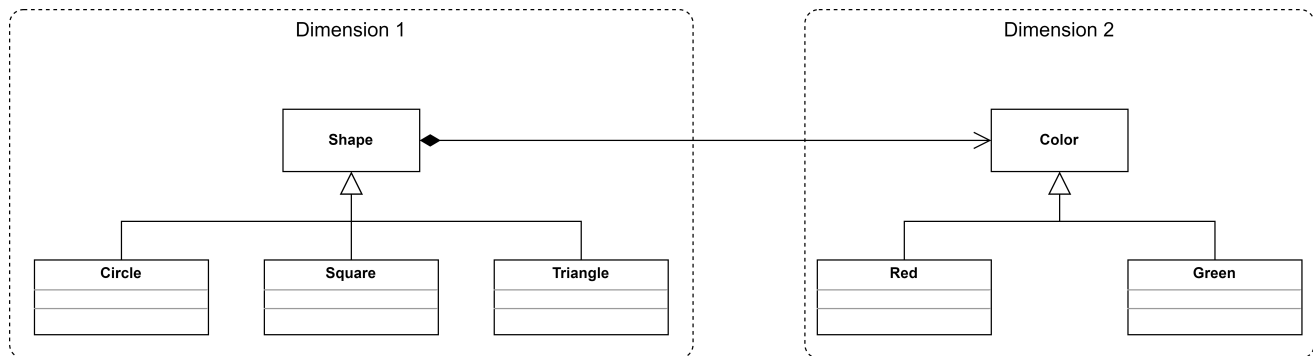 Dimension 1
Dimension 2
Shape
Color
Circle
Square
Triangle
Red
Green